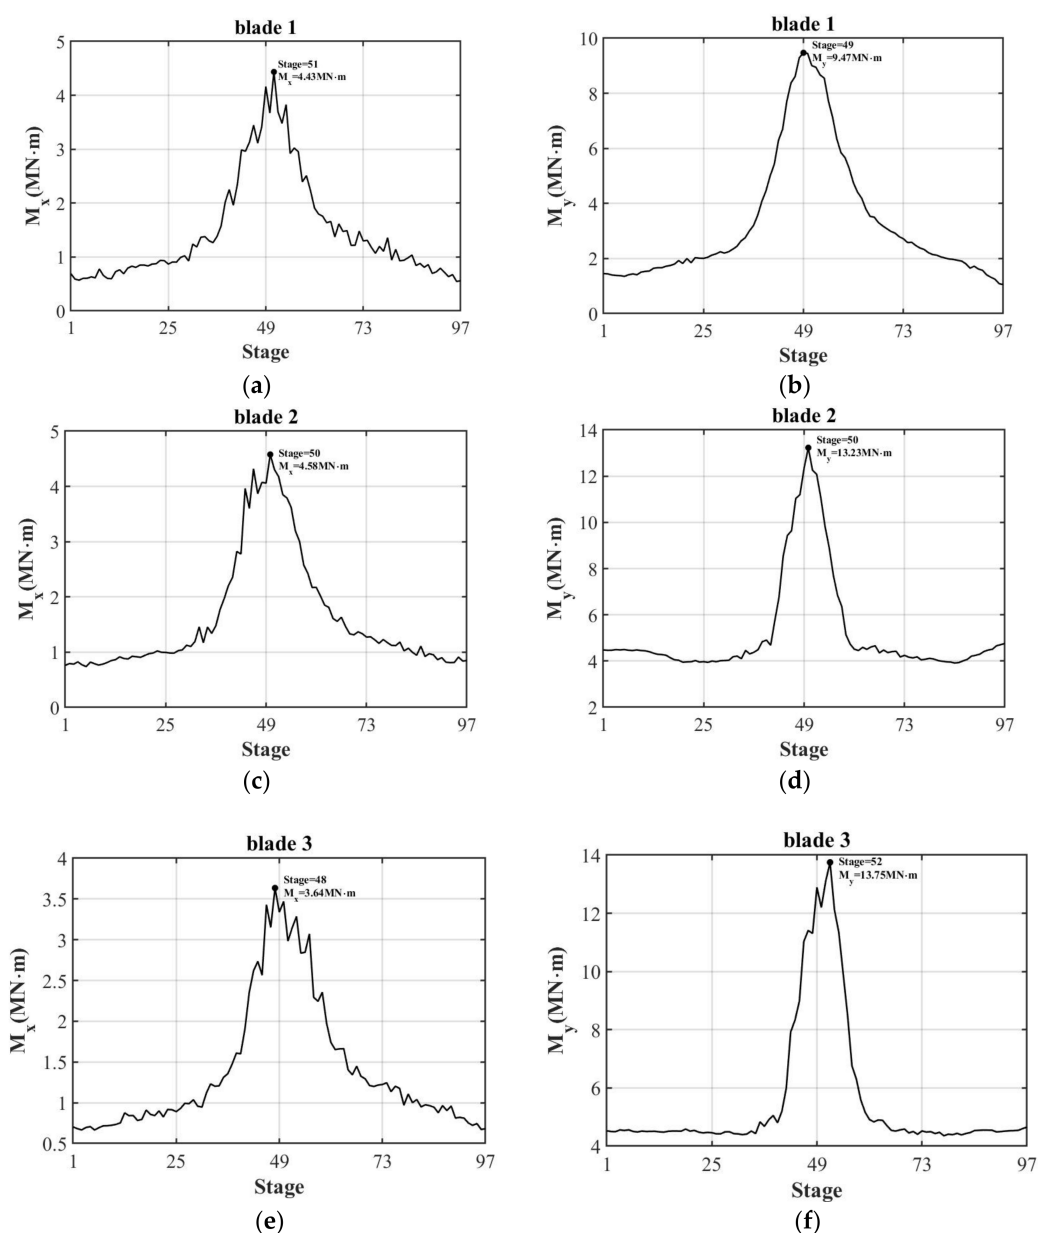 blade 1
Stage=51
M_x=4.43MN·m
M_x(MN·m)
5
4
3
2
1
0
1 25 49 73 97
Stage
(a)
blade 1
Stage=49
M_y=9.47MN·m
M_y(MN·m)
10
8
6
4
2
0
1 25 49 73 97
Stage
(b)
blade 2
Stage=50
M_x=4.58MN·m
M_x(MN·m)
5
4
3
2
1
0
1 25 49 73 97
Stage
(c)
blade 2
Stage=50
M_y=13.23MN·m
M_y(MN·m)
14
12
10
8
6
4
2
1 25 49 73 97
Stage
(d)
blade 3
Stage=48
M_x=3.64MN·m
M_x(MN·m)
4
3.5
3
2.5
2
1.5
1
0.5
1 25 49 73 97
Stage
(e)
blade 3
Stage=52
M_y=13.75MN·m
M_y(MN·m)
14
12
10
8
6
4
1 25 49 73 97
Stage
(f)